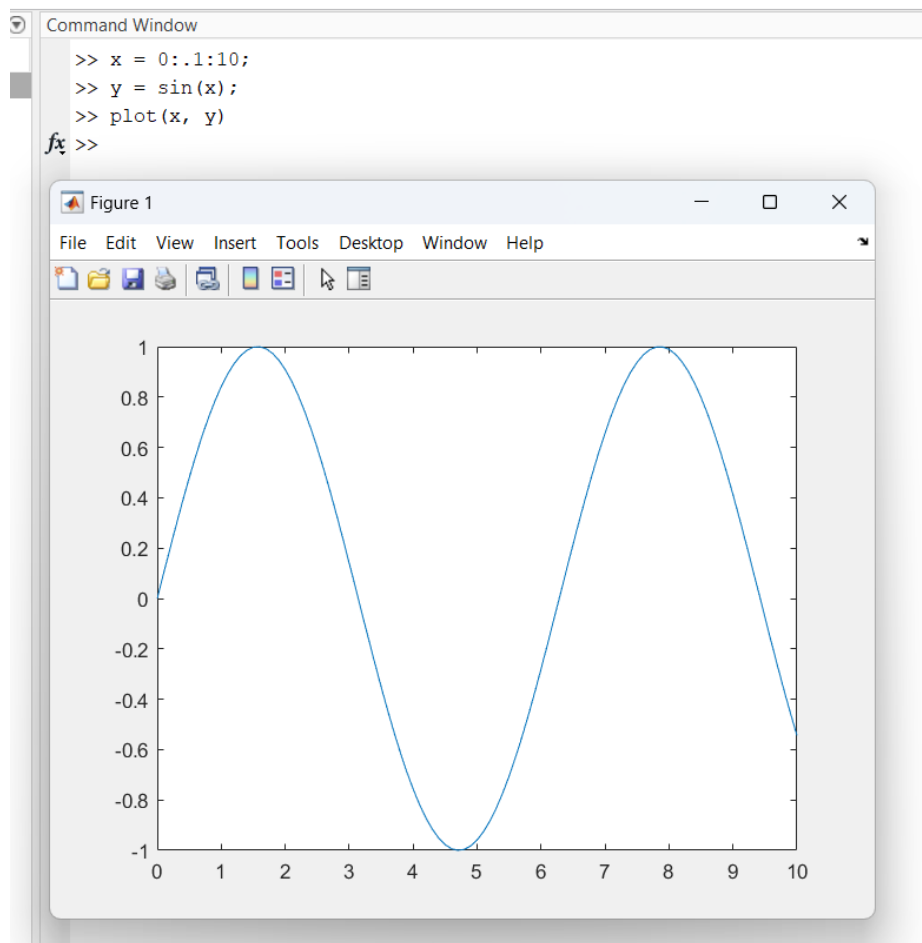 Command Window
>> x = 0:.1:10;
>> y = sin(x);
>> plot(x, y)
fx >>
Figure 1
File Edit View Insert Tools Desktop Window Help
1
0.8
0.6
0.4
0.2
0
-0.2
-0.4
-0.6
-0.8
-1
0 1 2 3 4 5 6 7 8 9 10